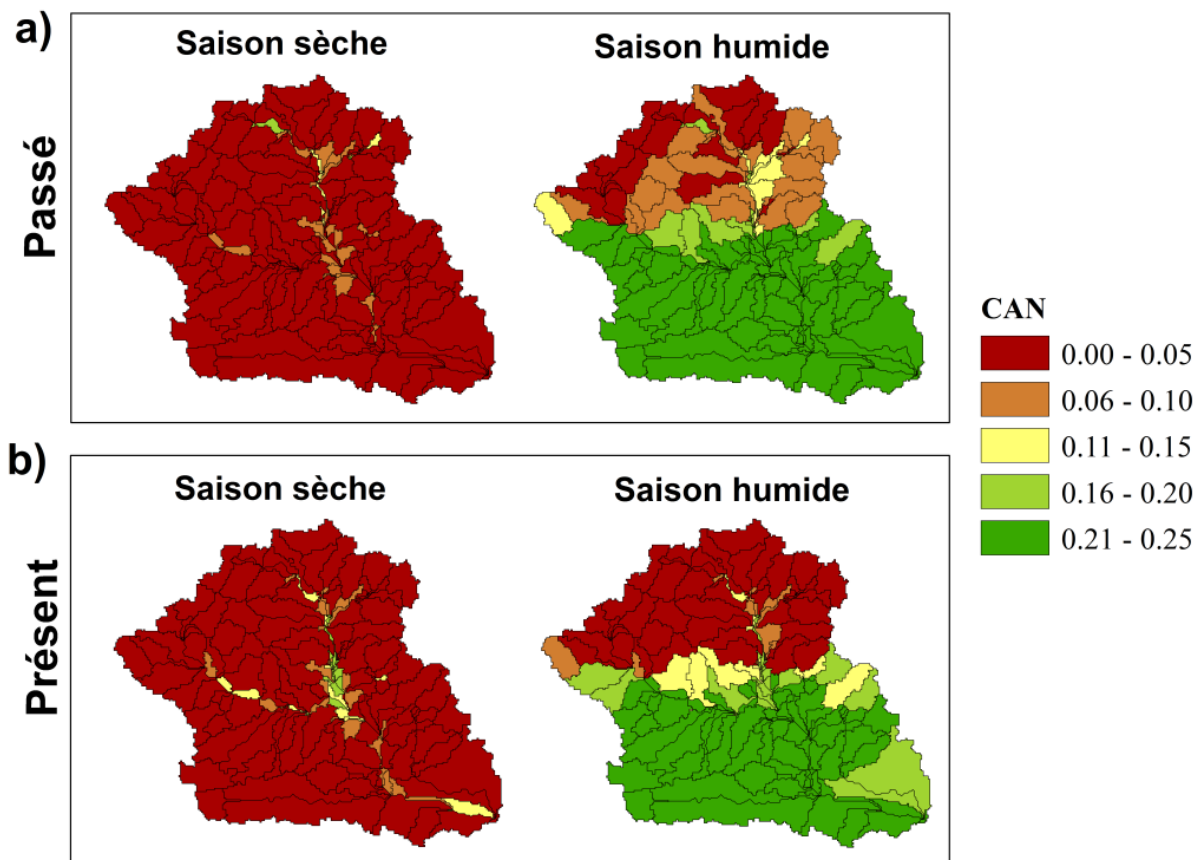 a)
Passé
Saison sèche
Saison humide
b)
Présent
Saison sèche
Saison humide
CAN
0.00 - 0.05
0.06 - 0.10
0.11 - 0.15
0.16 - 0.20
0.21 - 0.25